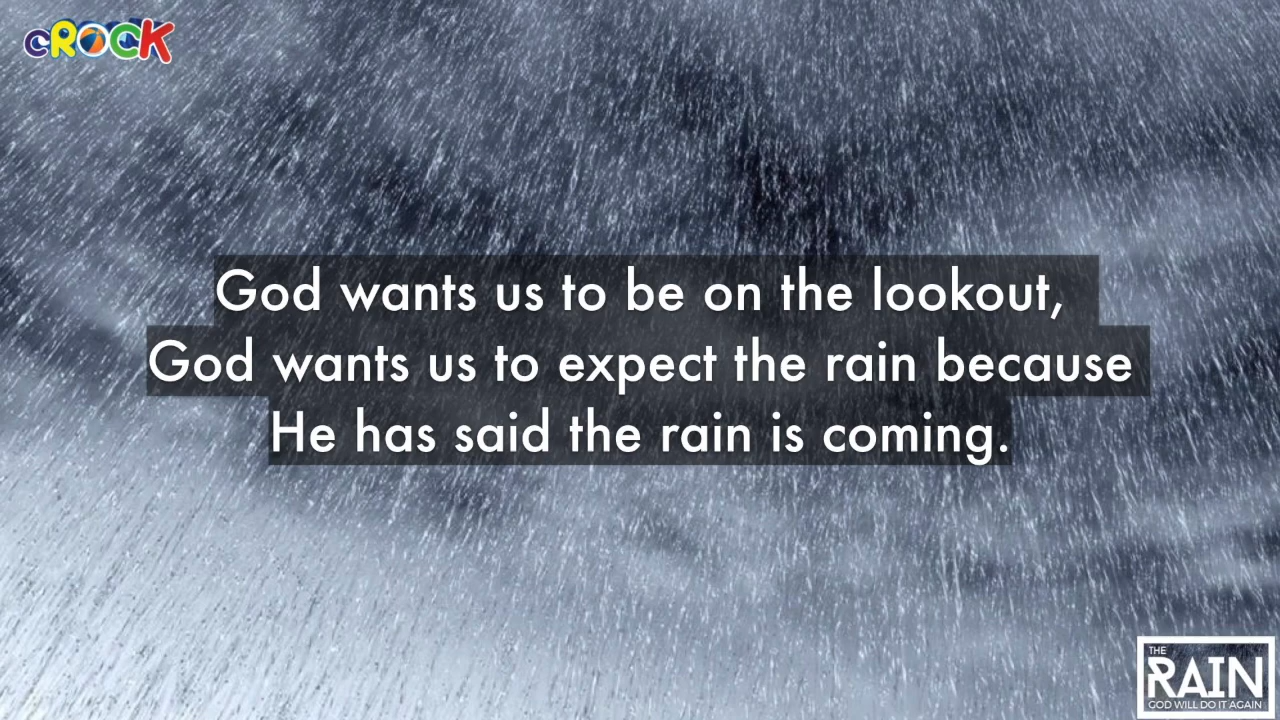 cROCK
God wants us to be on the lookout,
God wants us to expect the rain because
He has said the rain is coming.
THE
RAIN
GOD WILL DO IT AGAIN